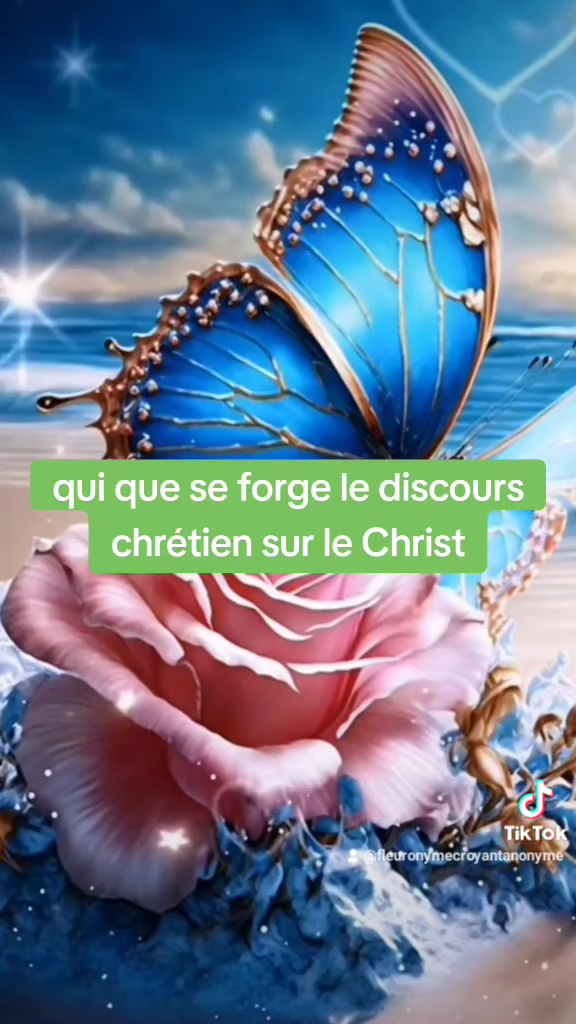 qui que se forge le discours
chrétien sur le Christ
TikTok
@fleuronymecroyantanonyme